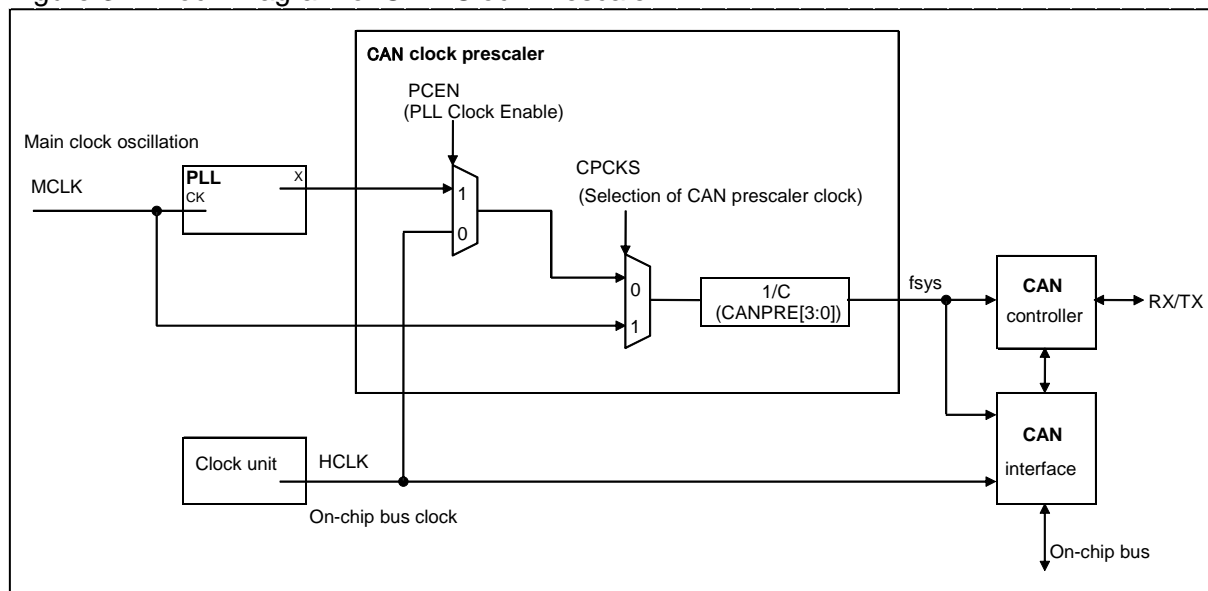 CAN clock prescaler
PCEN
(PLL Clock Enable)
Main clock oscillation
MCLK
PLL
X
CK
CPCKS
(Selection of CAN prescaler clock)
1
0
0
1
1/C
(CANPRE[3:0])
fsys
CAN
controller
RX/TX
Clock unit
HCLK
On-chip bus clock
CAN
interface
On-chip bus